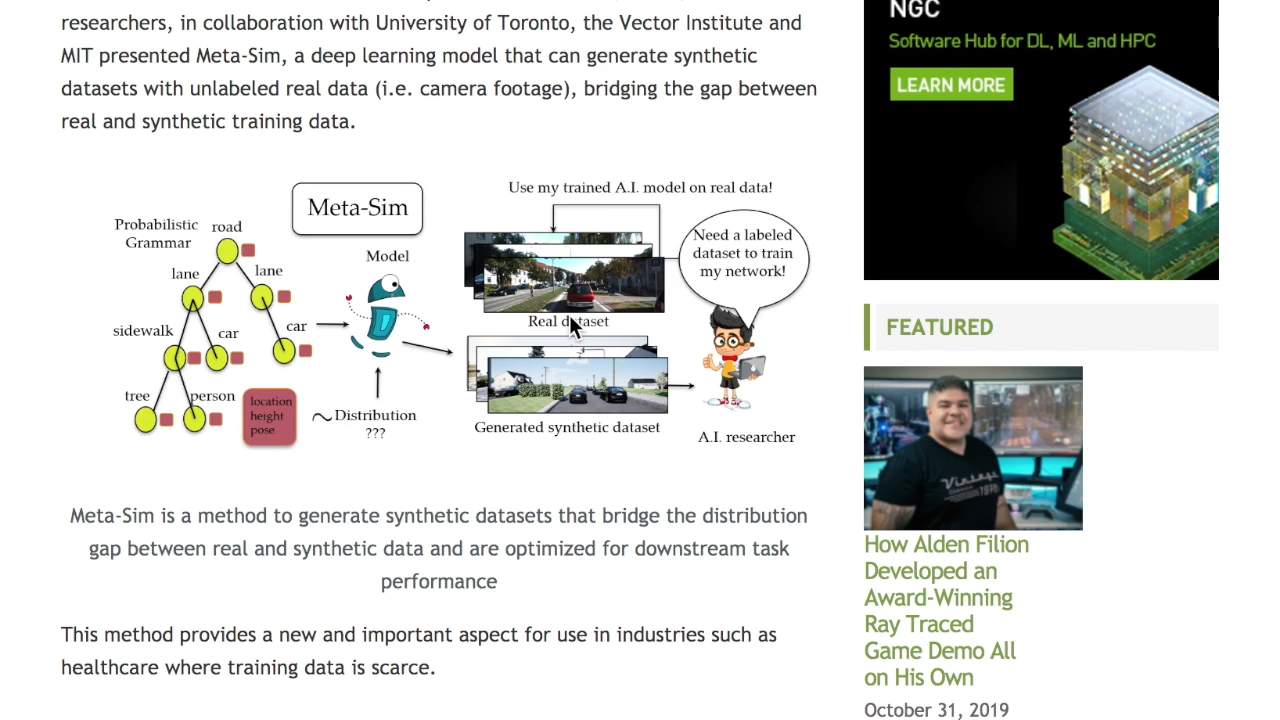 researchers, in collaboration with University of Toronto, the Vector Institute and
MIT presented Meta-Sim, a deep learning model that can generate synthetic
datasets with unlabeled real data (i.e. camera footage), bridging the gap between
real and synthetic training data.
Meta-Sim
Probabilistic
Grammar
road
lane
lane
sidewalk
car
car
tree
person
location
height
pose
Model
~Distribution
???
Use my trained A.I. model on real data!
Real dataset
Generated synthetic dataset
Need a labeled
dataset to train
my network!
A.I. researcher
Meta-Sim is a method to generate synthetic datasets that bridge the distribution
gap between real and synthetic data and are optimized for downstream task
performance
This method provides a new and important aspect for use in industries such as
healthcare where training data is scarce.
NGC
Software Hub for DL, ML and HPC
LEARN MORE
FEATURED
Vintage
How Alden Filion
Developed an
Award-Winning
Ray Traced
Game Demo All
on His Own
October 31, 2019